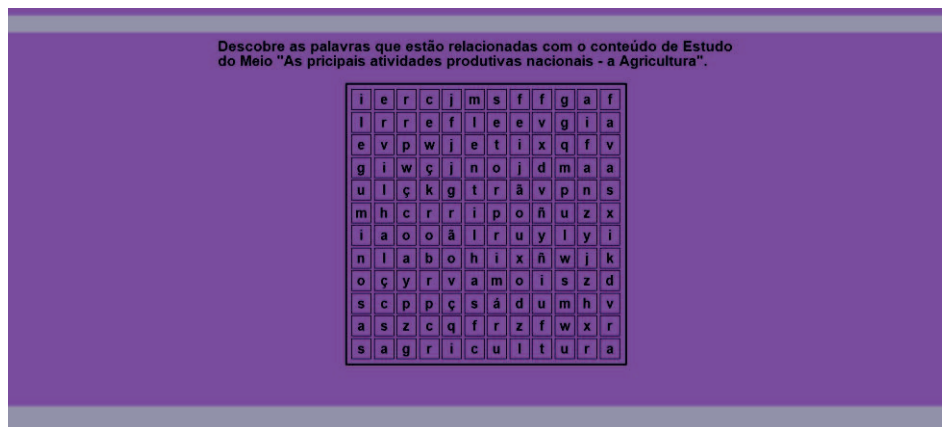 Descobre as palavras que estão relacionadas com o conteúdo de Estudo
do Meio "As pricipais atividades produtivas nacionais - a Agricultura".
i e r c j m s f f g a f
l r r e f l e e v g i a
e v p w j e t i x q f v
g i w ç j n o j d m a a
u l ç k g t r ã v p n s
m h c r r i p o ñ u z x
i a o o ã l r u y l y i
n l a b o h i x ñ w j k
o ç y r v a m o i s z d
s c p p ç s á d u m h v
a s z c q f r z f w x r
s a g r i c u l t u r a